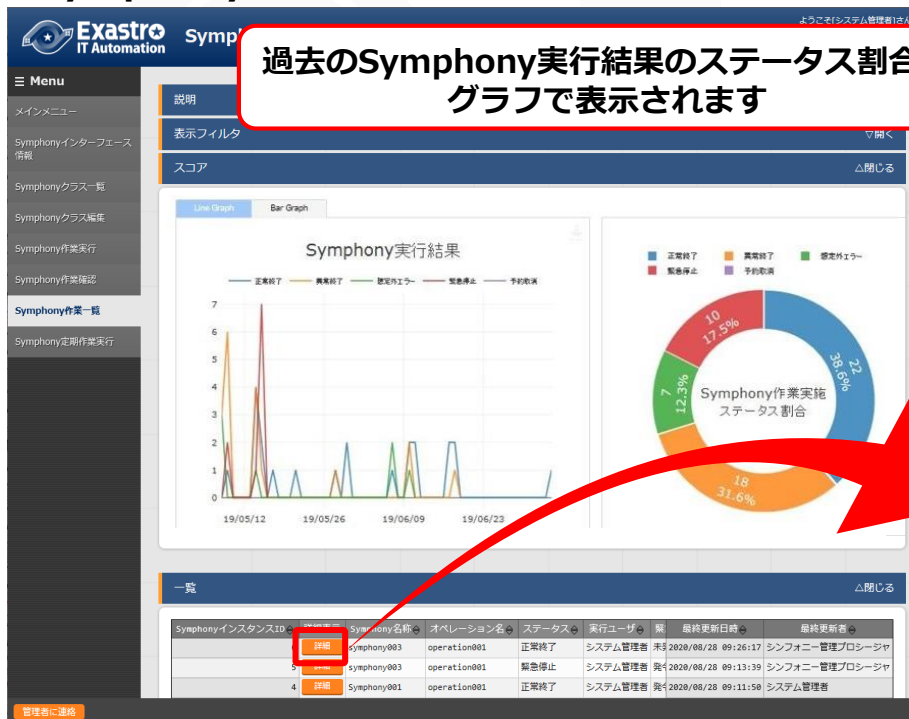 ようこそ[システム管理者]さん
Exastro
IT Automation
Symp
過去のSymphony実行結果のステータス割合
グラフで表示されます
Menu
メインメニュー
Symphonyインターフェース
情報
Symphonyクラス一覧
Symphonyクラス編集
Symphony作業実行
Symphony作業確認
Symphony作業一覧
Symphony定期作業実行
説明
表示フィルタ
▽開く
スコア
△閉じる
Line Graph Bar Graph
Symphony実行結果
正常終了 異常終了 想定外エラー 緊急停止 予約取消
7
6
5
4
3
2
1
0
19/05/12 19/05/26 19/06/09 19/06/23
正常終了 異常終了 想定外エラー
緊急停止 予約取消
10
17.5%
22
38.6%
7
12.3%
18
31.6%
Symphony作業実施
ステータス割合
一覧
△閉じる
SymphonyインスタンスID 詳細表示 Symphony名称 オペレーション名 ステータス 実行ユーザ 緊 最終更新日時 最終更新者
詳細 symphony003 operation001 正常終了 システム管理者 未 2020/08/28 09:26:17 シンフォニー管理プロシージャ
5 詳細 symphony003 operation001 緊急停止 システム管理者 発 2020/08/28 09:13:39 シンフォニー管理プロシージャ
4 詳細 Symphony001 operation001 正常終了 システム管理者 発 2020/08/28 09:11:50 システム管理者
管理者に連絡